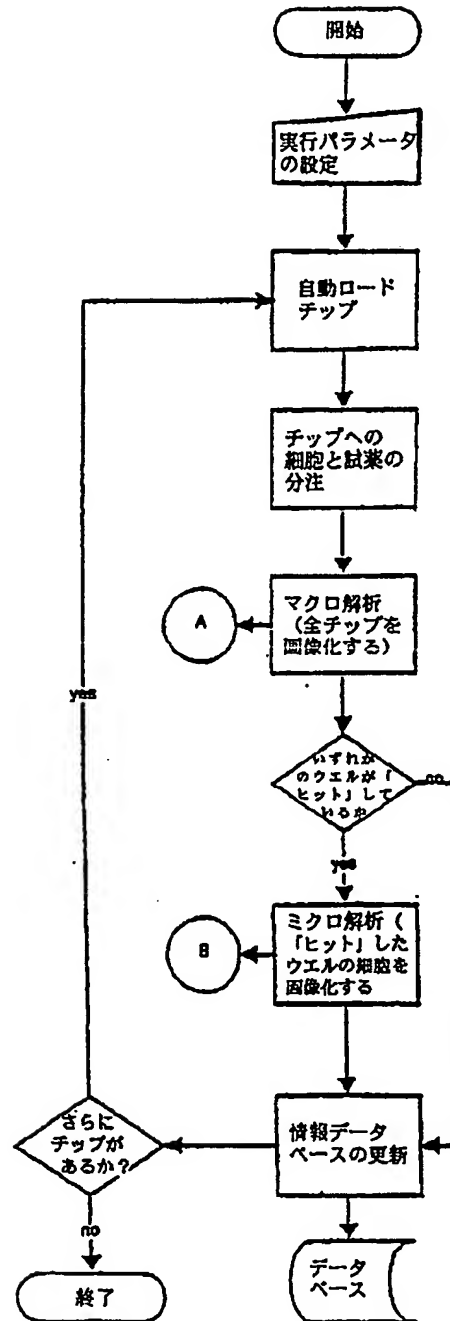 開始
実行パラメータ
の設定
自動ロード
チップ
チップへの
細胞と試薬の
分注
A
マクロ解析
(全チップを
画像化する)
いずれか
のウエルが「
ヒット」して
いるか
no
yes
yes
B
ミクロ解析(
「ヒット」した
ウエルの細胞を
画像化する
さらに
チップが
あるか?
情報データ
ベースの更新
no
終了
データ
ベース